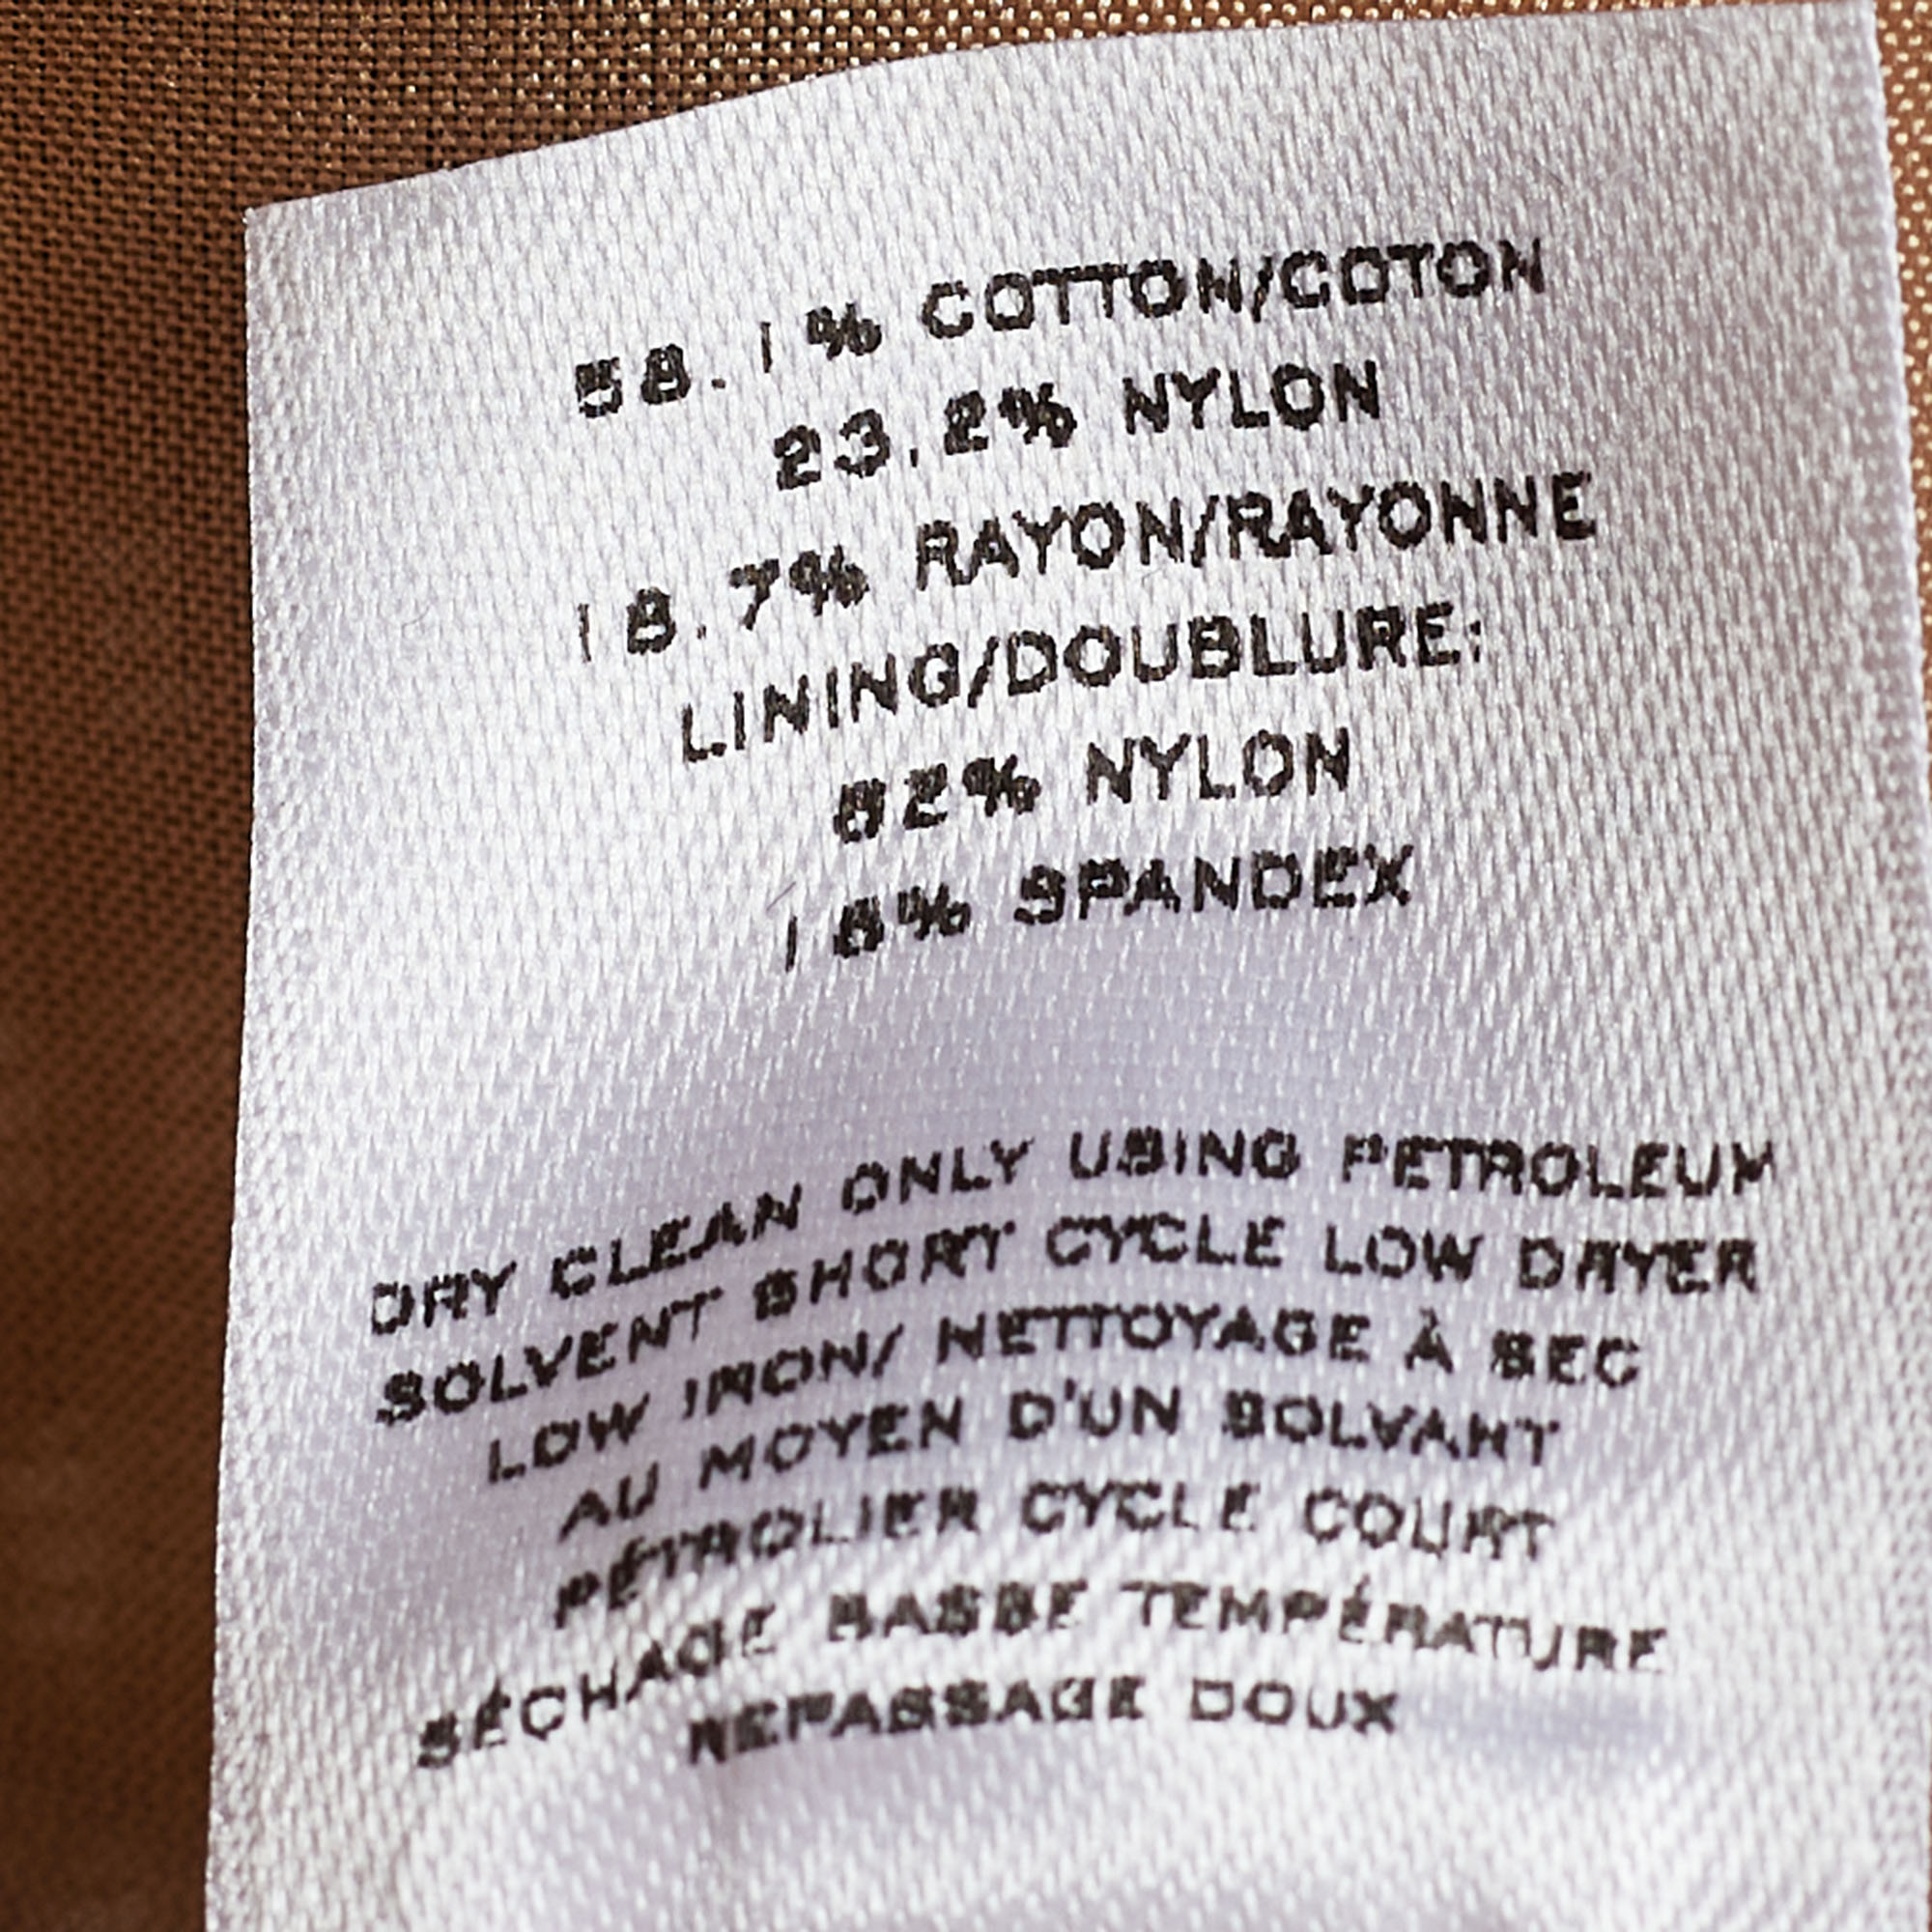 58.1% COTTON/COTON
23.2% NYLON
18.7% RAYON/RAYONNE
LINING/DOUBLURE:
82% NYLON
18% SPANDEX
DRY CLEAN ONLY USING PETROLEUM
SOLVENT SHORT CYCLE LOW DRYER
LOW IRON/ NETTOYAGE À SEC
AU MOYEN D'UN SOLVANT
PÉTROLIER CYCLE COURT
SÉCHAGE BASSE TEMPÉRATURE
REPASSAGE DOUX